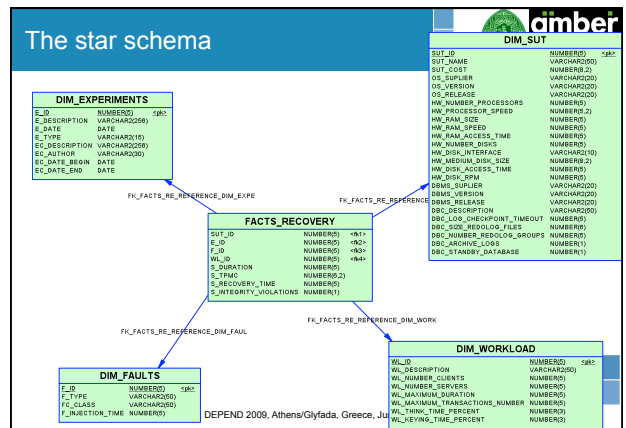 The star schema
amber
DIM_SUT
SUT_ID NUMBER(5) <pk>
SUT_NAME VARCHAR2(50)
SUT_COST NUMBER(8,2)
OS_SUPLIER VARCHAR2(20)
OS_VERSION VARCHAR2(20)
OS_RELEASE VARCHAR2(20)
HW_NUMBER_PROCESSORS NUMBER(5)
HW_PROCESSOR_SPEED NUMBER(5,2)
HW_RAM_SIZE NUMBER(5)
HW_RAM_SPEED NUMBER(5)
HW_RAM_ACCESS_TIME NUMBER(5)
HW_NUMBER_DISKS NUMBER(5)
HW_DISK_INTERFACE VARCHAR2(10)
HW_MEDIUM_DISK_SIZE NUMBER(8,2)
HW_DISK_ACCESS_TIME NUMBER(5)
HW_DISK_RPM NUMBER(5)
DBMS_SUPLIER VARCHAR2(20)
DBMS_VERSION VARCHAR2(20)
DBMS_RELEASE VARCHAR2(20)
DBC_DESCRIPTION VARCHAR2(50)
DBC_LOG_CHECKPOINT_TIMEOUT NUMBER(5)
DBC_SIZE_REDOLOG_FILES NUMBER(6)
DBC_NUMBER_REDOLOG_GROUPS NUMBER(5)
DBC_ARCHIVE_LOGS NUMBER(1)
DBC_STANDBY_DATABASE NUMBER(1)
DIM_EXPERIMENTS
E_ID NUMBER(5) <pk>
E_DESCRIPTION VARCHAR2(256)
E_DATE DATE
E_TYPE VARCHAR2(15)
EC_DESCRIPTION VARCHAR2(256)
EC_AUTHOR VARCHAR2(30)
EC_DATE_BEGIN DATE
EC_DATE_END DATE
FK_FACTS_RE_REFERENCE_DIM_EXPE
FK_FACTS_RE_REFERENCE
FACTS_RECOVERY
SUT_ID NUMBER(5) <fk1>
E_ID NUMBER(5) <fk2>
F_ID NUMBER(5) <fk3>
WL_ID NUMBER(5) <fk4>
S_DURATION NUMBER(5)
S_TPMC NUMBER(6,2)
S_RECOVERY_TIME NUMBER(5)
S_INTEGRITY_VIOLATIONS NUMBER(1)
FK_FACTS_RE_REFERENCE_DIM_FAUL
FK_FACTS_RE_REFERENCE_DIM_WORK
DIM_FAULTS
F_ID NUMBER(5) <pk>
F_TYPE VARCHAR2(50)
FC_CLASS VARCHAR2(50)
F_INJECTION_TIME NUMBER(5)
DIM_WORKLOAD
WL_ID NUMBER(5) <pk>
WL_DESCRIPTION VARCHAR2(50)
WL_NUMBER_CLIENTS NUMBER(5)
WL_NUMBER_SERVERS NUMBER(5)
WL_MAXIMUM_DURATION NUMBER(5)
WL_MAXIMUM_TRANSACTIONS_NUMBER NUMBER(5)
WL_THINK_TIME_PERCENT NUMBER(3)
WL_KEYING_TIME_PERCENT NUMBER(3)
DEPEND 2009, Athens/Glyfada, Greece,